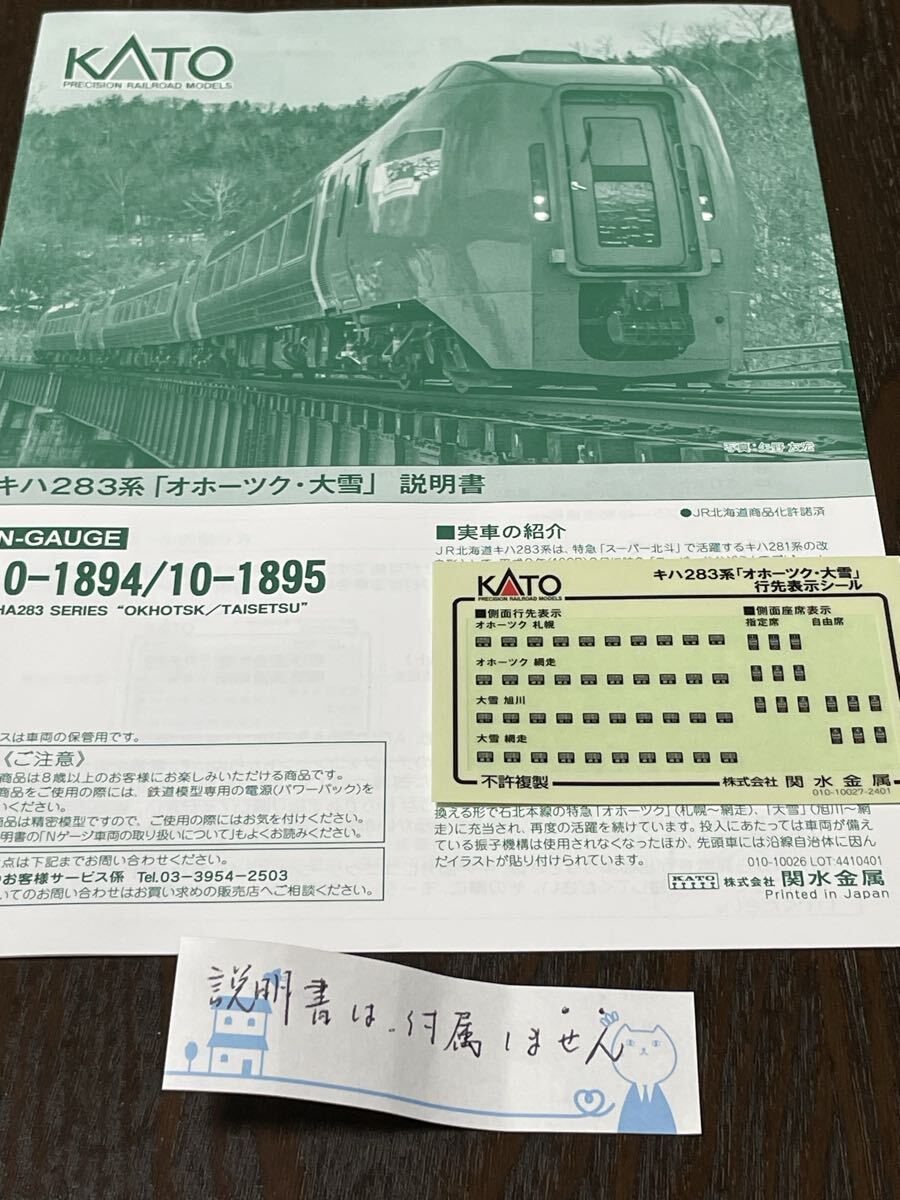 KATO
PRECISION RAILROAD MODELS
写真:矢野 友宏
キハ283系「オホーツク・大雪」 説明書
●JR北海道商品化許諾済
N-GAUGE
0-1894/10-1895
HA283 SERIES "OKHOTSK/TAISETSU"
■実車の紹介
JR北海道キハ283系は、特急「スーパー北斗」で活躍するキハ281系の改
KATO
PRECISION RAILROAD MODELS
キハ283系「オホーツク・大雪」
行先表示シール
■側面行先表示
オホーツク 札幌
オホーツク 網走
大雪 旭川
大雪 網走
■側面座席表示
指定席 自由席
不許複製
株式会社 関水金属
010-10027-2401
スは車両の保管用です。
《ご注意》
商品は8歳以上のお客様にお楽しみいただける商品です。
商品をご使用の際には、鉄道模型専用の電源(パワーパック)を
いください。
商品は精密模型ですので、ご使用の際にはお気を付けください。
明書の「Nゲージ車両の取り扱いについて」もよくお読みください。
点は下記までお問い合わせください。
のお客様サービス係 Tel.03-3954-2503
いてのお問い合わせはお買い求めの販売店へご相談ください。
換える形で石北本線の特急「オホーツク」(札幌~網走)、「大雪」(旭川~網
走)に充当され、再度の活躍を続けています。投入にあたっては車両が備え
ている振子機構は使用されなくなったほか、先頭車には沿線自治体に因ん
だイラストが貼り付けられています。
010-10026 LOT:4410401
KATO 株式会社 関水金属
Printed in Japan
説明書は付属しません